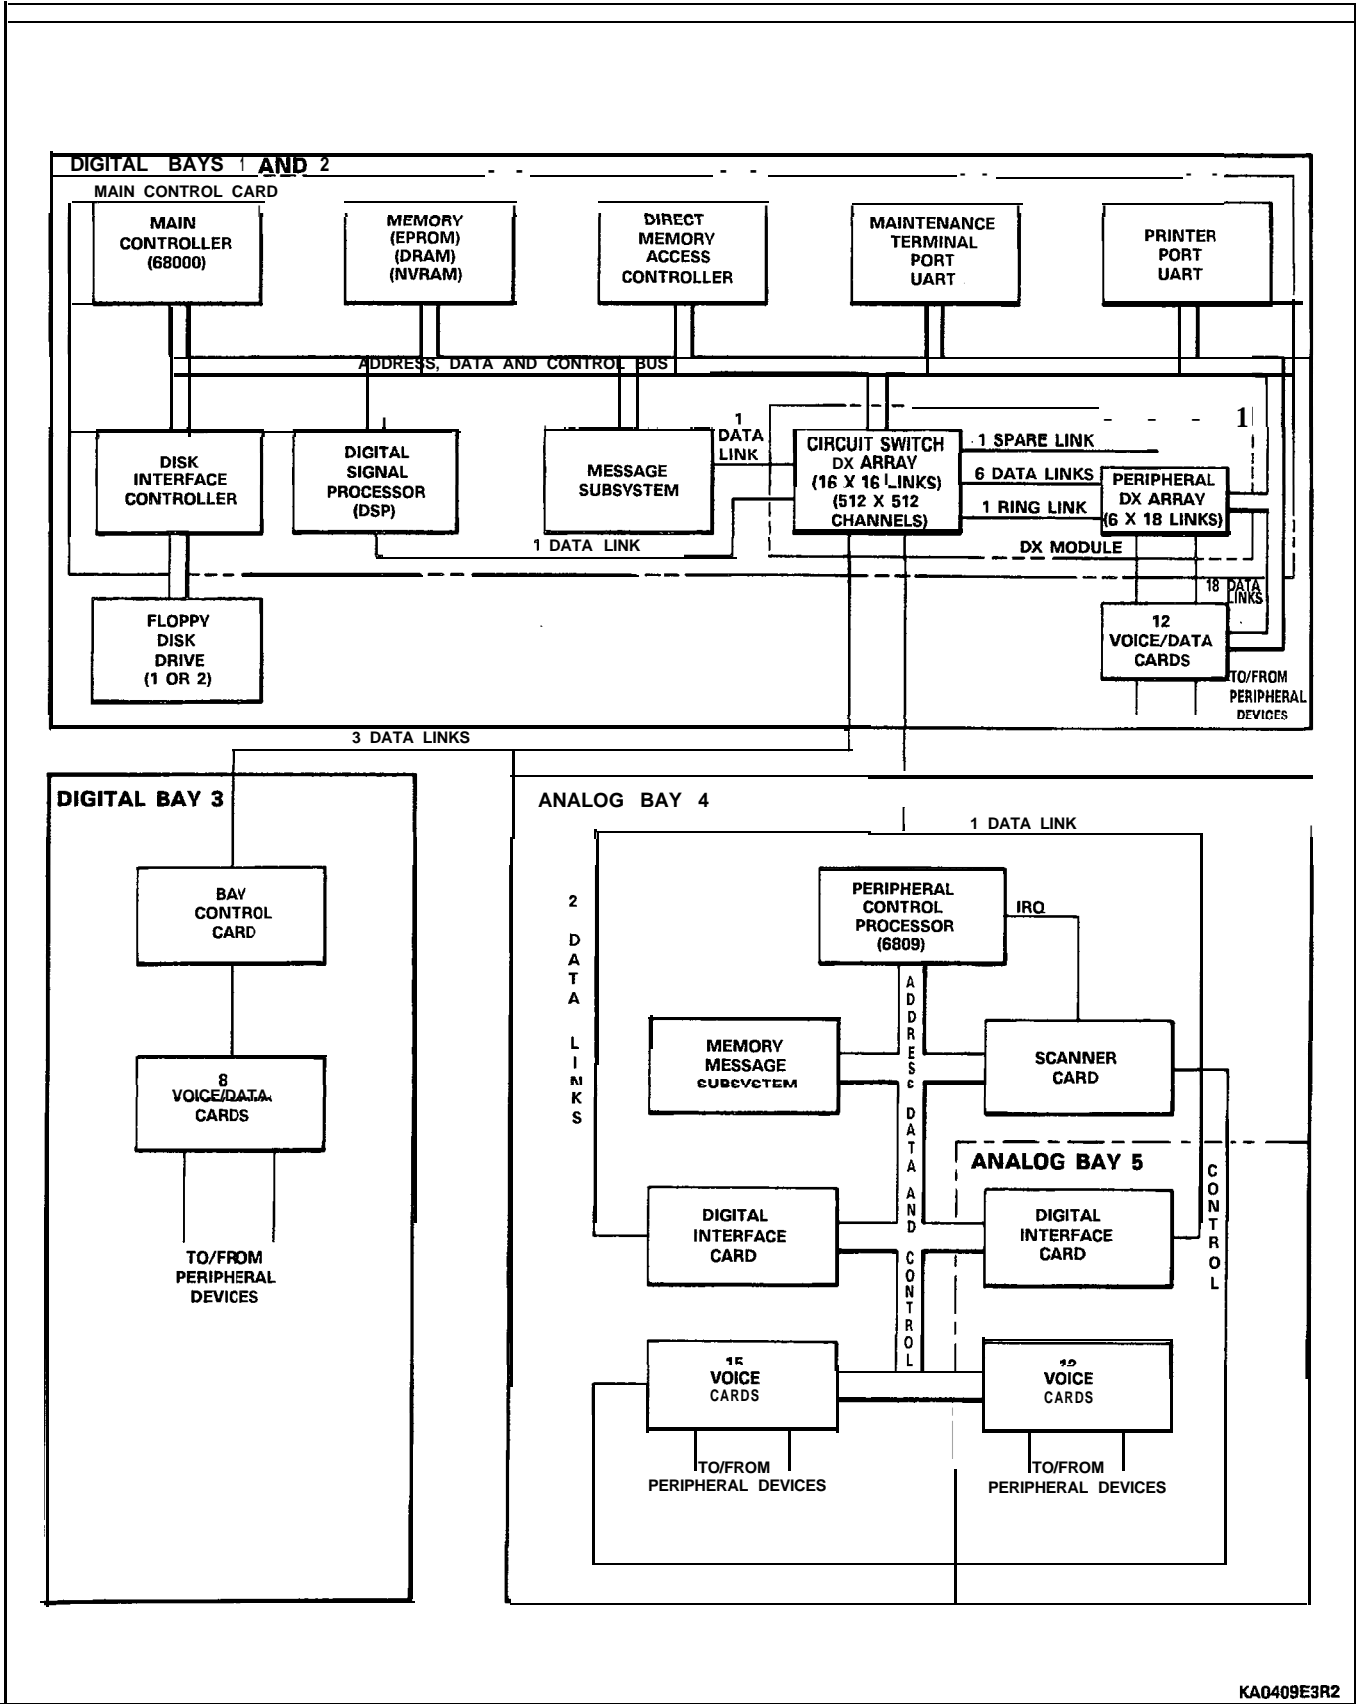 DIGITAL BAYS 1 AND 2
MAIN CONTROL CARD
MAIN
CONTROLLER
(68000)
MEMORY
(EPROM)
(DRAM)
(NVRAM)
DIRECT
MEMORY
ACCESS
CONTROLLER
MAINTENANCE
TERMINAL
PORT
UART
PRINTER
PORT
UART
ADDRESS, DATA AND CONTROL BUS
DISK
INTERFACE
CONTROLLER
DIGITAL
SIGNAL
PROCESSOR
(DSP)
MESSAGE
SUBSYSTEM
1
DATA
LINK
CIRCUIT SWITCH
DX ARRAY
(16 X 16 LINKS)
(512 X 512
CHANNELS)
1 SPARE LINK
6 DATA LINKS
1 RING LINK
PERIPHERAL
DX ARRAY
(6 X 18 LINKS)
1
1 DATA LINK
DX MODULE
18 DATA
LINKS
FLOPPY
DISK
DRIVE
(1 OR 2)
12
VOICE/DATA
CARDS
TO/FROM
PERIPHERAL
DEVICES
3 DATA LINKS
DIGITAL BAY 3
BAY
CONTROL
CARD
8
VOICE/DATA
CARDS
TO/FROM
PERIPHERAL
DEVICES
ANALOG BAY 4
1 DATA LINK
2 DATA LINKS
PERIPHERAL
CONTROL
PROCESSOR
(6809)
IRQ
MEMORY
MESSAGE
SUBSYSTEM
SCANNER
CARD
ADDRESS DATA AND CONTROL
ANALOG BAY 5
CONTROL
DIGITAL
INTERFACE
CARD
DIGITAL
INTERFACE
CARD
15
VOICE
CARDS
VOICE
CARDS
TO/FROM
PERIPHERAL DEVICES
TO/FROM
PERIPHERAL DEVICES
KA0409E3R2